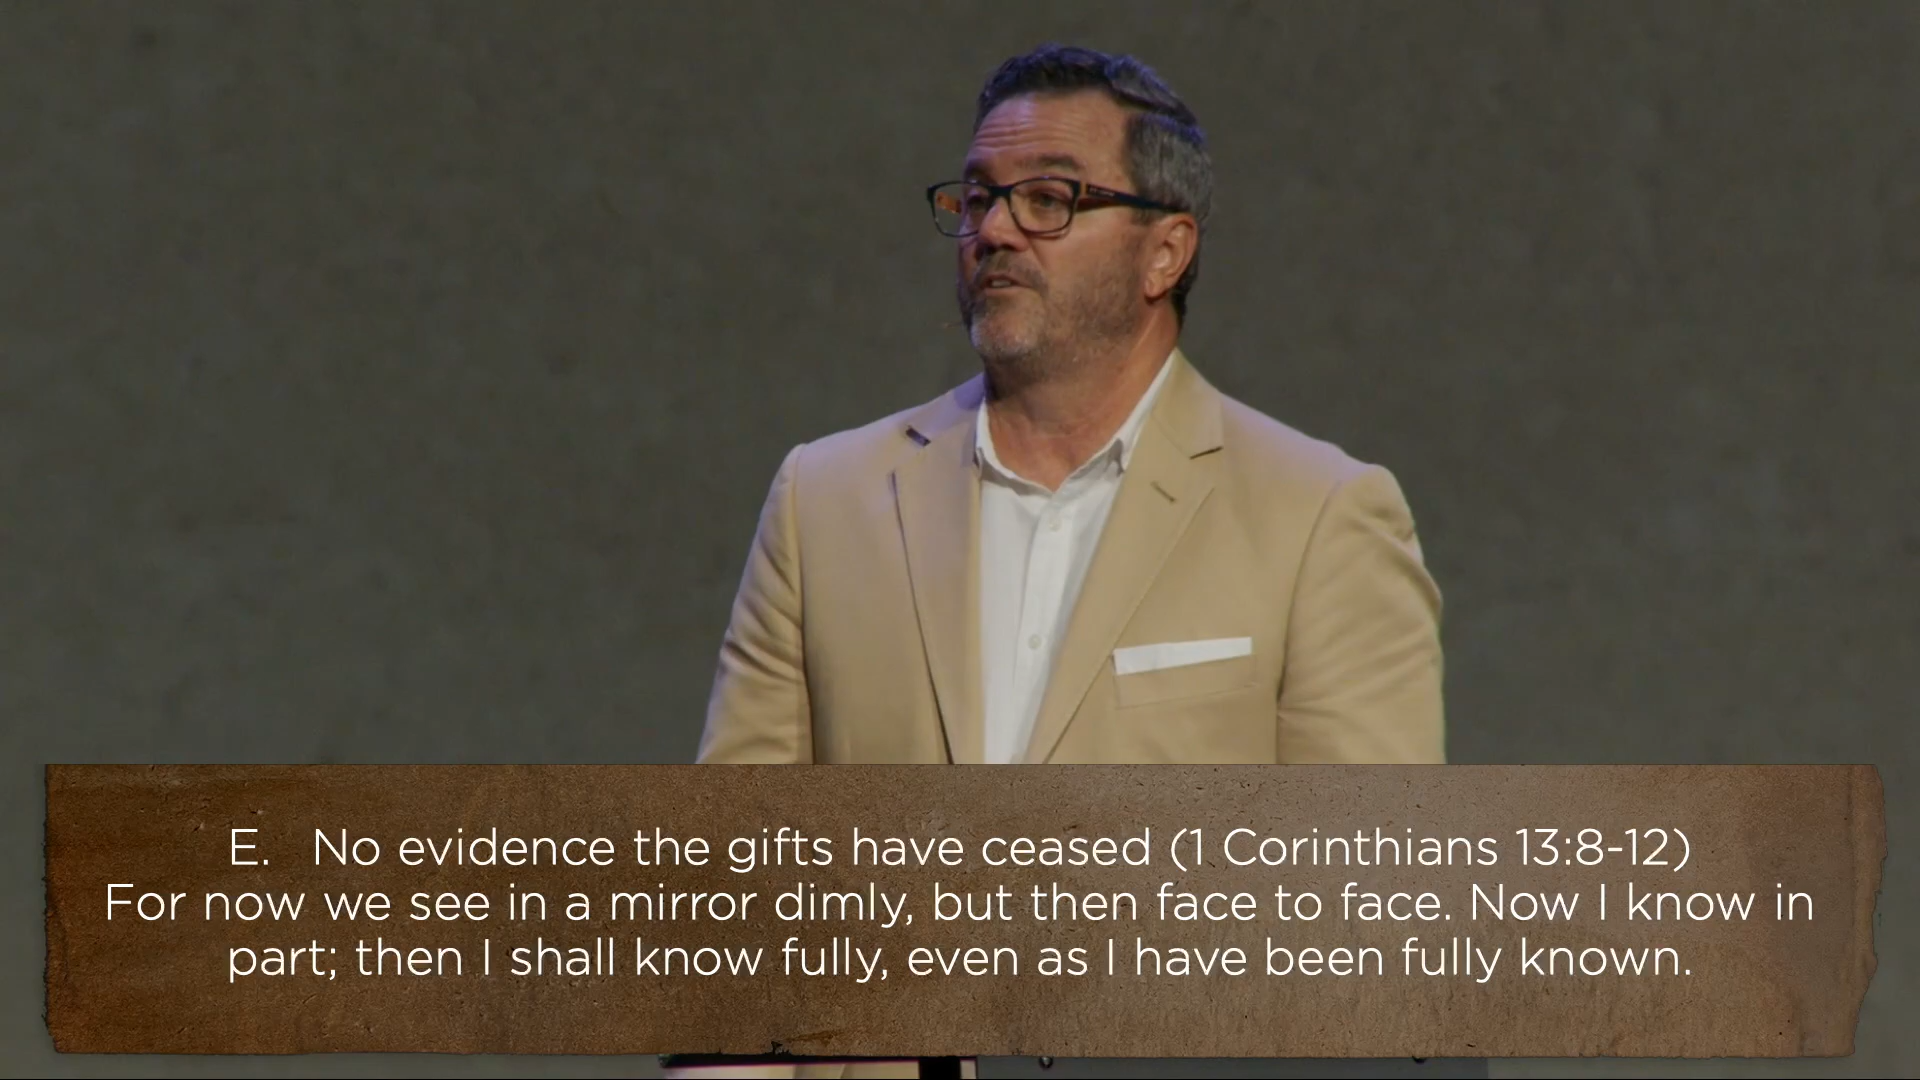 E. No evidence the gifts have ceased (1 Corinthians 13:8-12)
For now we see in a mirror dimly, but then face to face. Now I know in
part; then I shall know fully, even as I have been fully known.